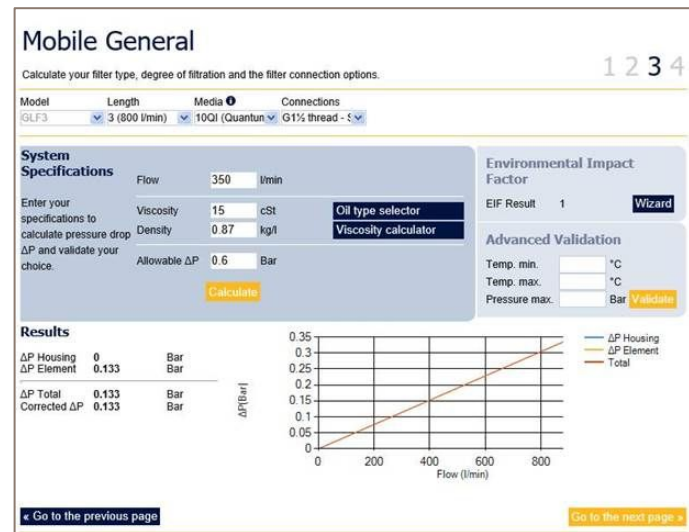 Mobile General
Calculate your filter type, degree of filtration and the filter connection options.
1 2 3 4
Model Length Media Connections
GLF3 3 (800 l/min) 10QI (Quantun G1½ thread - S
System
Specifications
Enter your
specifications to
calculate pressure drop
ΔP and validate your
choice.
Flow 350 l/min
Viscosity 15 cSt Oil type selector
Density 0.87 kg/l Viscosity calculator
Allowable ΔP 0.6 Bar
Calculate
Environmental Impact
Factor
EIF Result 1 Wizard
Advanced Validation
Temp. min. °C
Temp. max. °C
Pressure max. Bar Validate
Results
ΔP Housing 0 Bar
ΔP Element 0.133 Bar
ΔP Total 0.133 Bar
Corrected ΔP 0.133 Bar
ΔP[Bar]
0.35
0.3
0.25
0.2
0.15
0.1
0.05
0
0 200 400 600 800
Flow (l/min)
ΔP Housing
ΔP Element
Total
« Go to the previous page
Go to the next page »